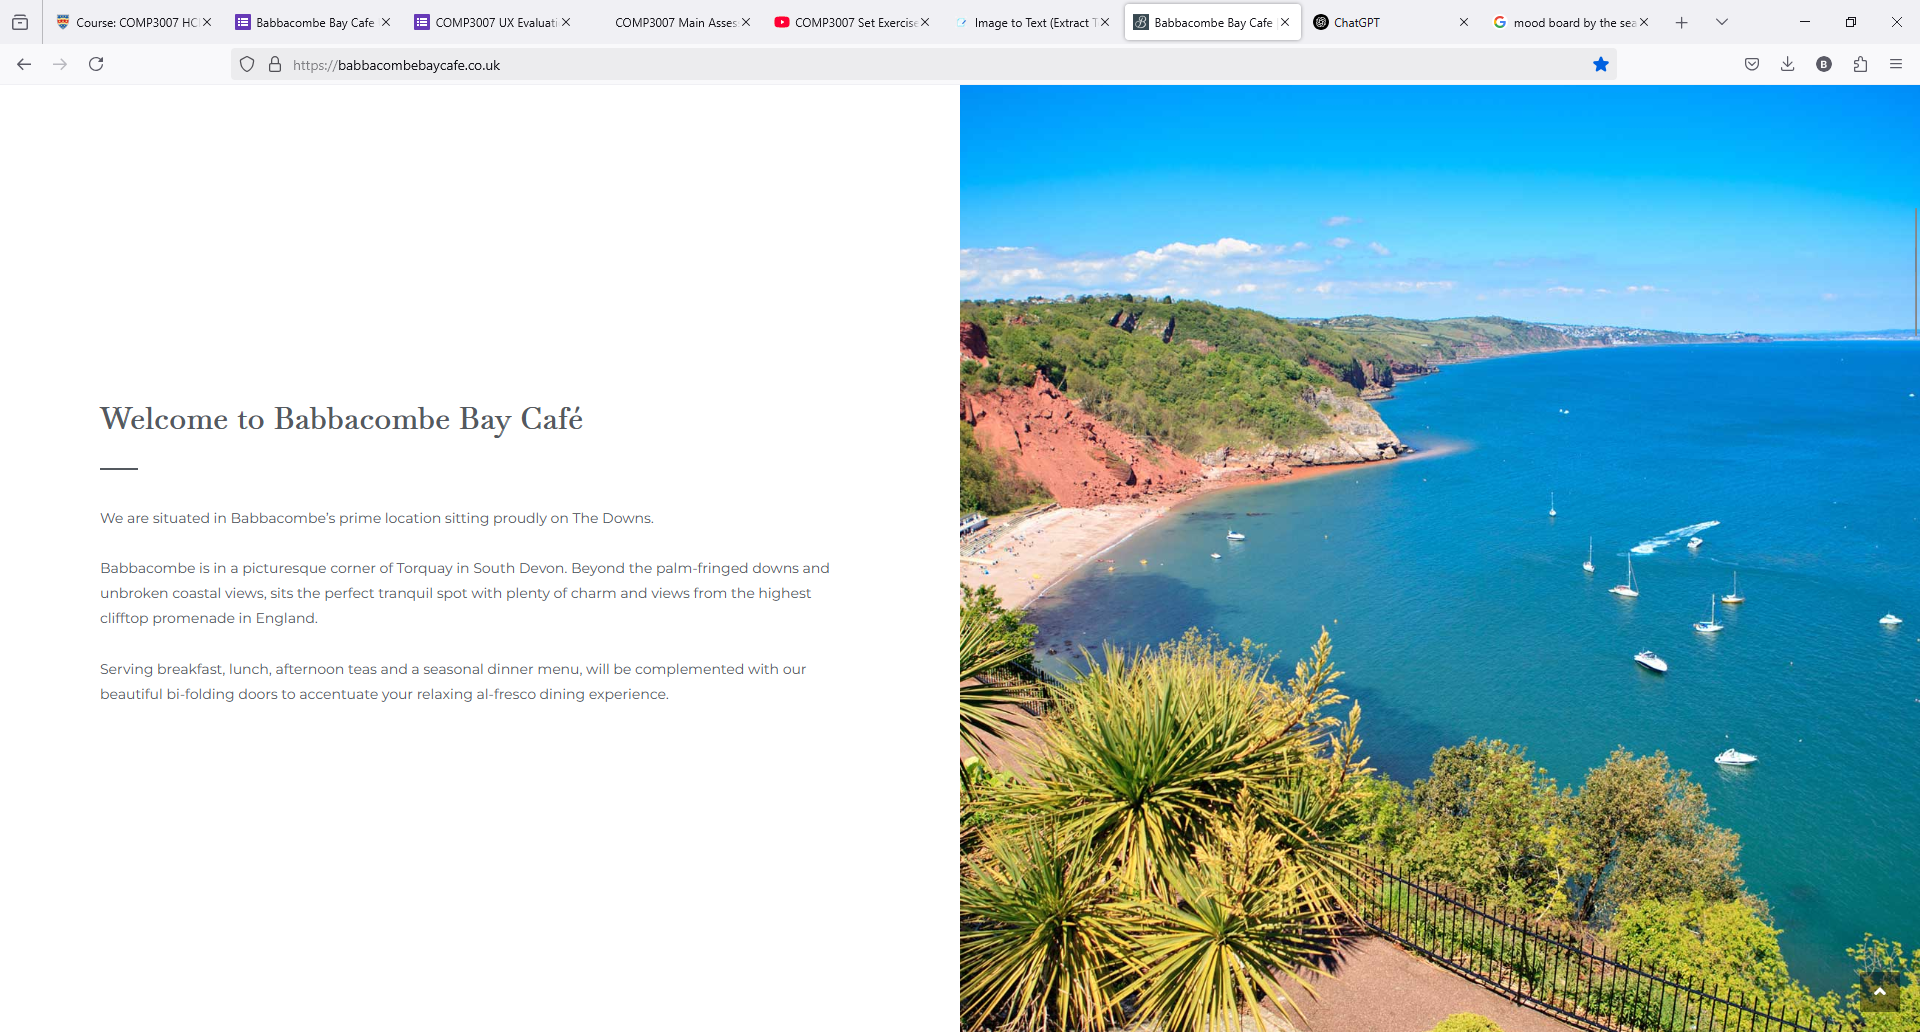 Course: COMP3007 HCI
Babbacombe Bay Cafe
COMP3007 UX Evaluati
COMP3007 Main Asses
COMP3007 Set Exercise
Image to Text (Extract T
Babbacombe Bay Cafe
ChatGPT
mood board by the sea
https://babbacombebaycafe.co.uk
B
Welcome to Babbacombe Bay Café
We are situated in Babbacombe’s prime location sitting proudly on The Downs.
Babbacombe is in a picturesque corner of Torquay in South Devon. Beyond the palm-fringed downs and
unbroken coastal views, sits the perfect tranquil spot with plenty of charm and views from the highest
clifftop promenade in England.
Serving breakfast, lunch, afternoon teas and a seasonal dinner menu, will be complemented with our
beautiful bi-folding doors to accentuate your relaxing al-fresco dining experience.